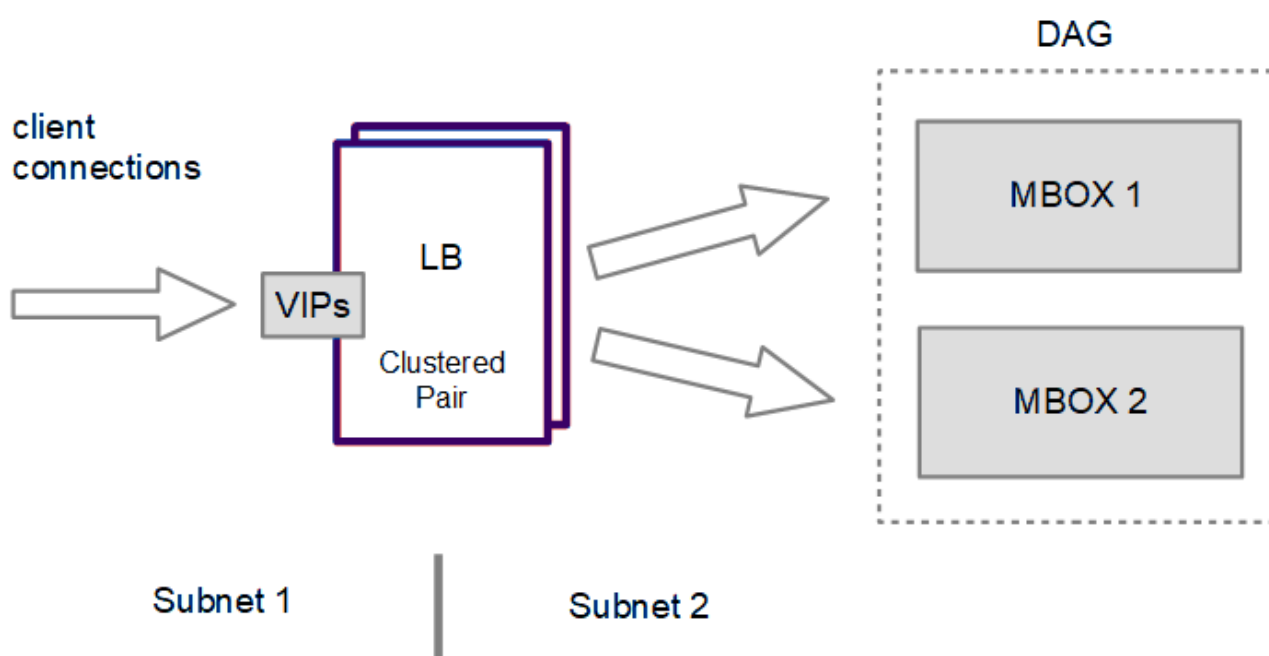 DAG
client
connections
MBOX 1
LB
VIPs
Clustered
Pair
MBOX 2
Subnet 1
Subnet 2